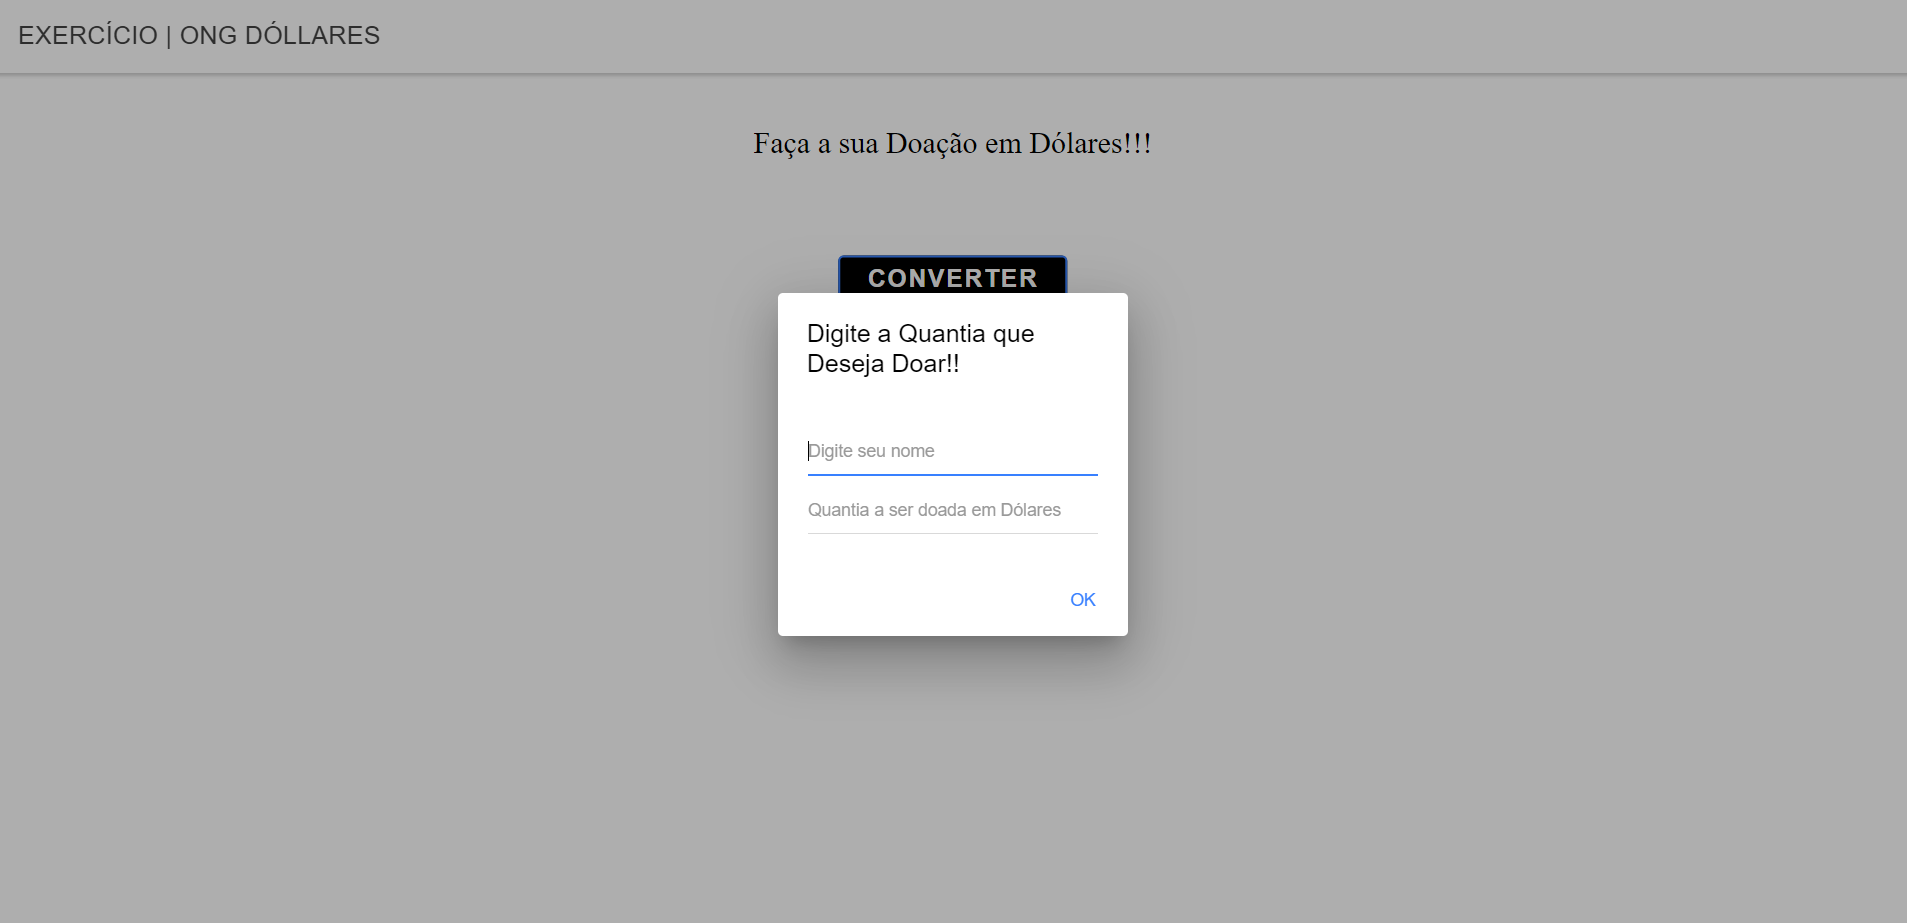 EXERCÍCIO | ONG DÓLLARES
Faça a sua Doação em Dólares!!!
CONVERTER
Digite a Quantia que
Deseja Doar!!
Digite seu nome
Quantia a ser doada em Dólares
OK